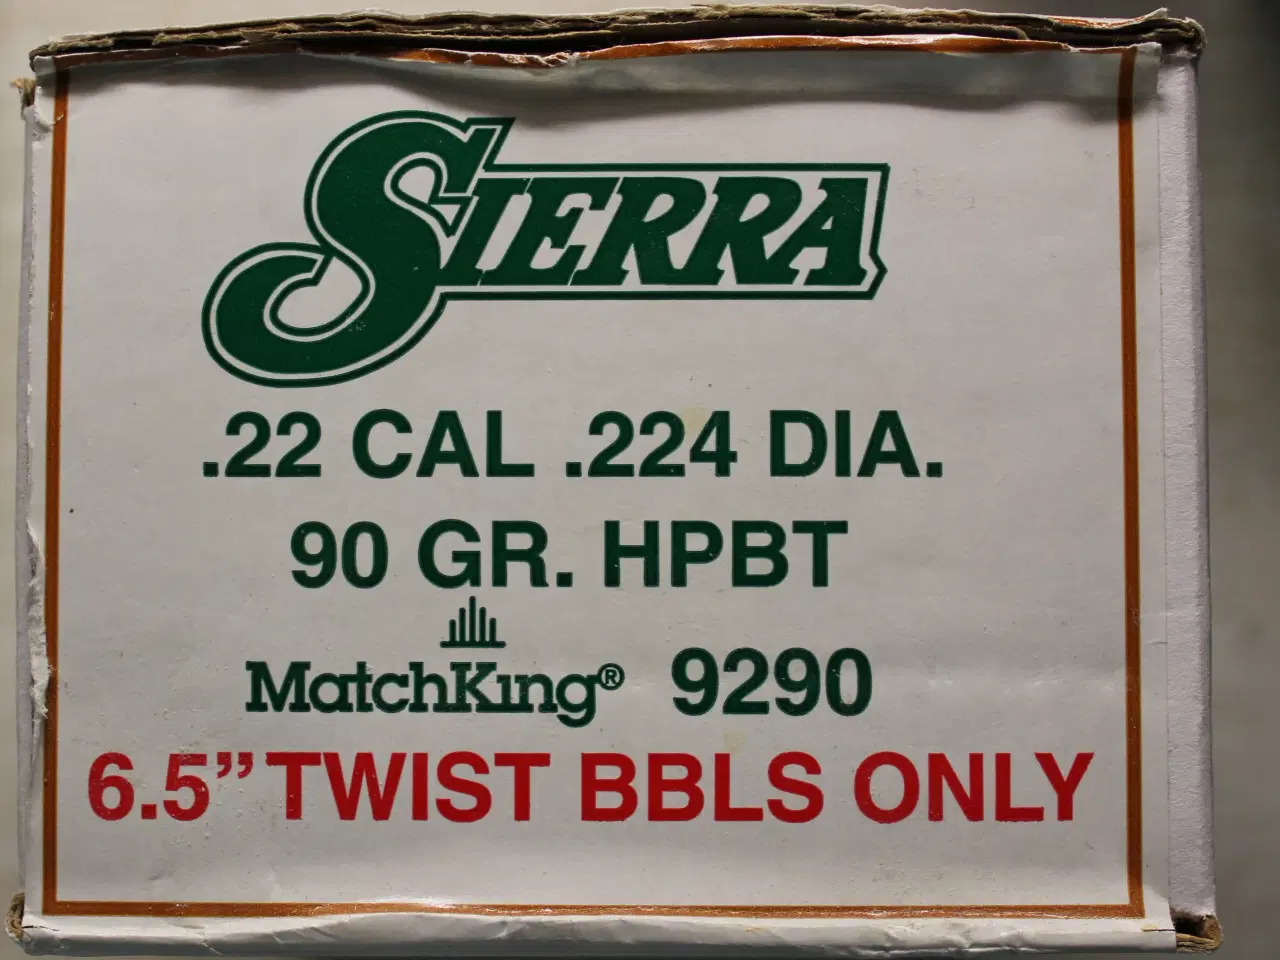 SIERRA
.22 CAL .224 DIA.
90 GR. HPBT
MatchKing® 9290
6.5” TWIST BBLS ONLY